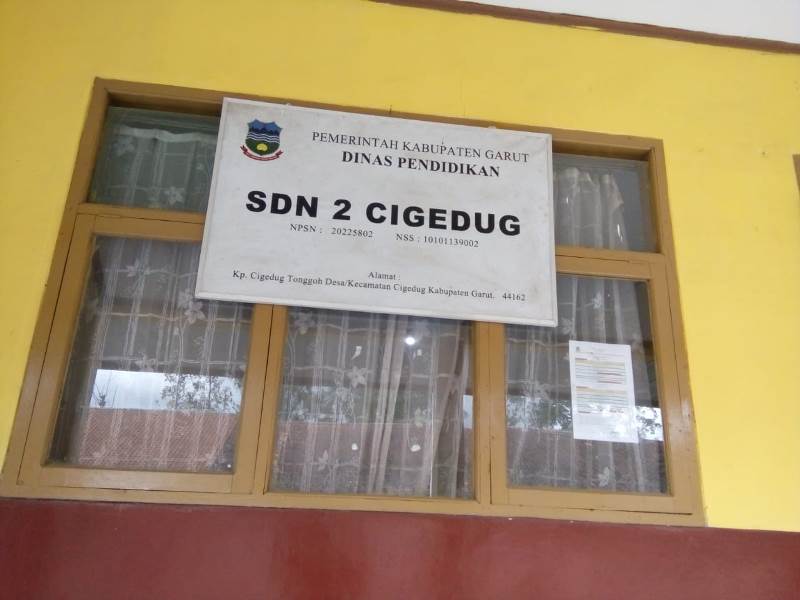 PEMERINTAH KABUPATEN GARUT
DINAS PENDIDIKAN
SDN 2 CIGEDUG
NPSN : 20225802 NSS : 10101139002
Alamat :
Kp. Cigedug Tonggoh Desa/Kecamatan Cigedug Kabupaten Garut. 44162